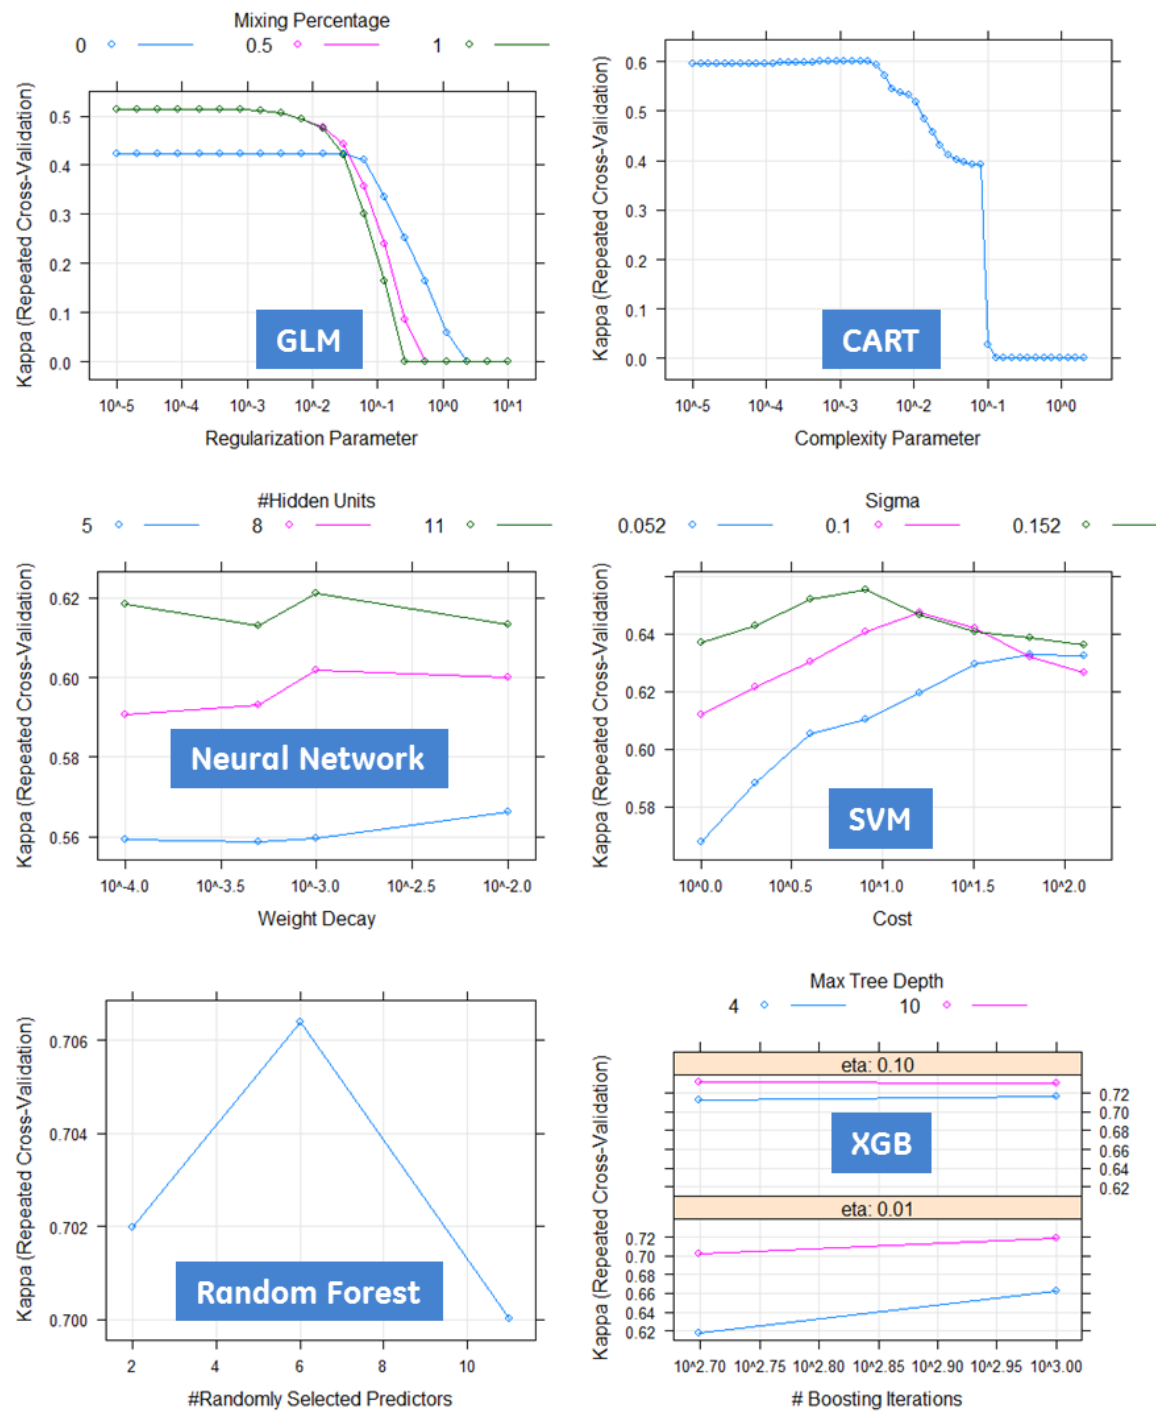 Mixing Percentage
0 0.5 1
Kappa (Repeated Cross-Validation)
0.5
0.4
0.3
0.2
0.1
0.0
GLM
10^-5 10^-4 10^-3 10^-2 10^-1 10^0 10^1
Regularization Parameter
Kappa (Repeated Cross-Validation)
0.6
0.5
0.4
0.3
0.2
0.1
0.0
CART
10^-5 10^-4 10^-3 10^-2 10^-1 10^0
Complexity Parameter
#Hidden Units
5 8 11
Kappa (Repeated Cross-Validation)
0.62
0.60
0.58
0.56
Neural Network
10^-4.0 10^-3.5 10^-3.0 10^-2.5 10^-2.0
Weight Decay
Sigma
0.052 0.1 0.152
Kappa (Repeated Cross-Validation)
0.64
0.62
0.60
0.58
SVM
10^0.0 10^0.5 10^1.0 10^1.5 10^2.0
Cost
Kappa (Repeated Cross-Validation)
0.706
0.704
0.702
0.700
Random Forest
2 4 6 8 10
#Randomly Selected Predictors
Max Tree Depth
4 10
Kappa (Repeated Cross-Validation)
eta: 0.10
0.72
0.70
0.68
0.66
0.64
0.62
XGB
eta: 0.01
0.72
0.70
0.68
0.66
0.64
0.62
10^2.70 10^2.75 10^2.80 10^2.85 10^2.90 10^2.95 10^3.00
# Boosting Iterations